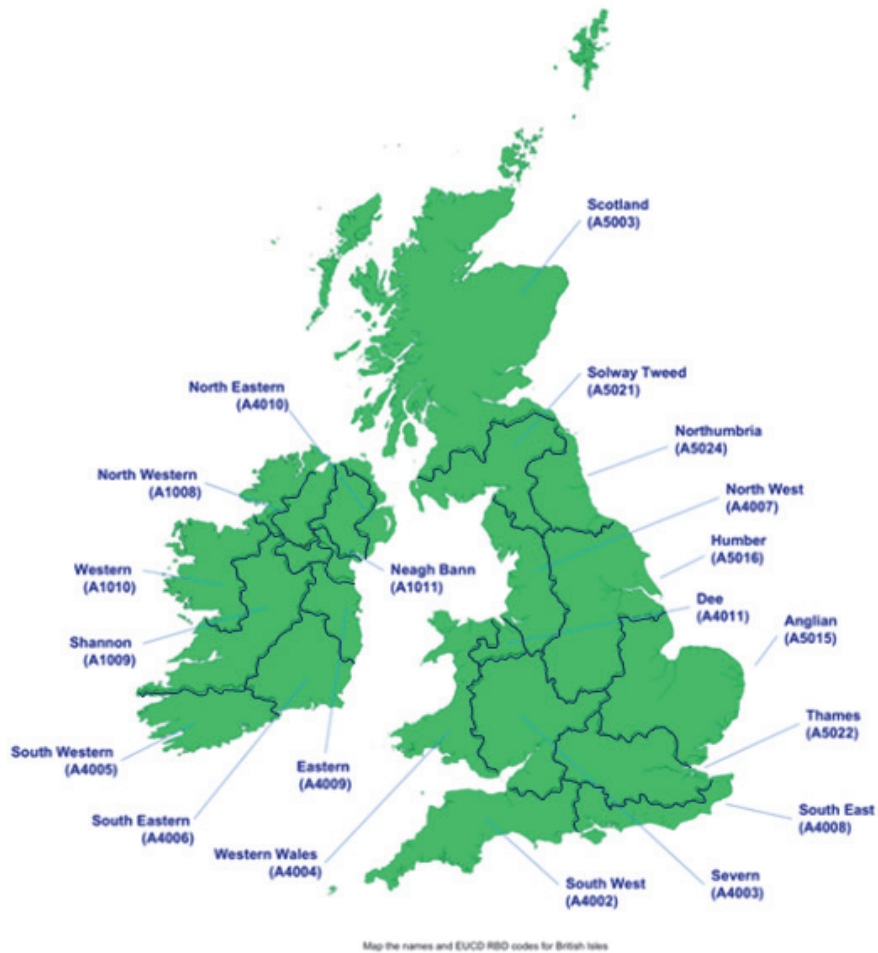 Scotland
(A5003)
Solway Tweed
(A5021)
North Eastern
(A4010)
Northumbria
(A5024)
North Western
(A1008)
North West
(A4007)
Humber
(A5016)
Western
(A1010)
Neagh Bann
(A1011)
Dee
(A4011)
Anglian
(A5015)
Shannon
(A1009)
Thames
(A5022)
South Western
(A4005)
Eastern
(A4009)
South East
(A4008)
South Eastern
(A4006)
Western Wales
(A4004)
Severn
(A4003)
South West
(A4002)
Map the names and EUCD RBD codes for British Isles